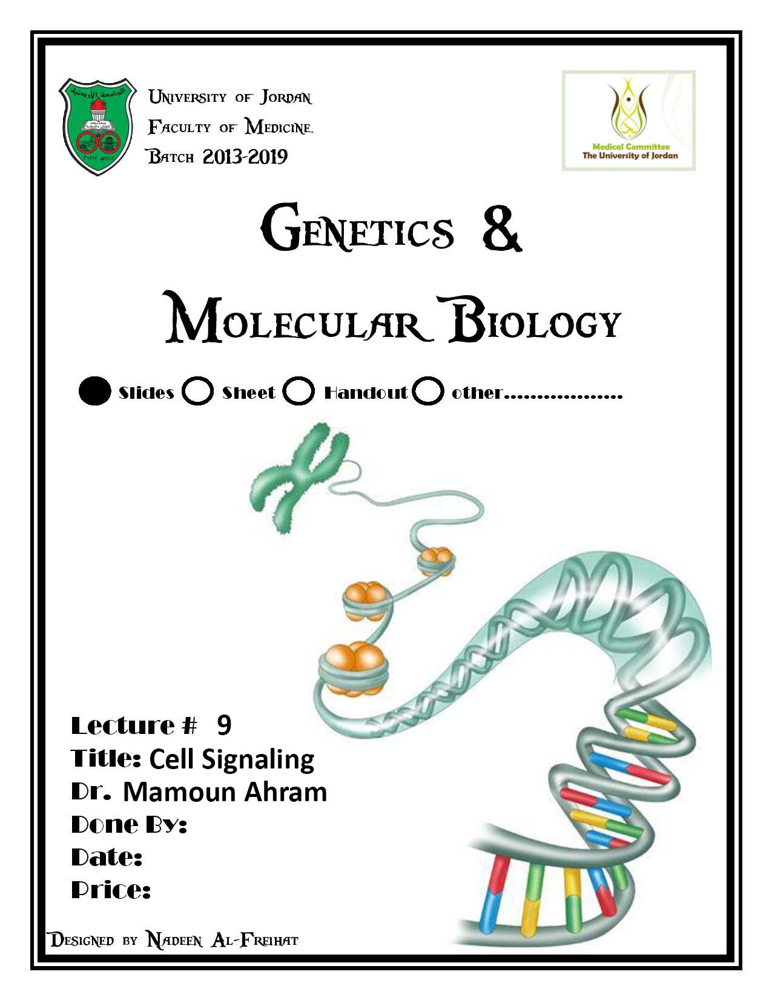 الجامعة الأردنية
University of Jordan
Faculty of Medicine
Batch 2013-2019
Medical Committee
The University of Jordan
Genetics &
Molecular Biology
Slides Sheet Handout other..................
Lecture # 9
Title: Cell Signaling
Dr. Mamoun Ahram
Done By:
Date:
Price:
Designed by Nadeen Al-Freihat